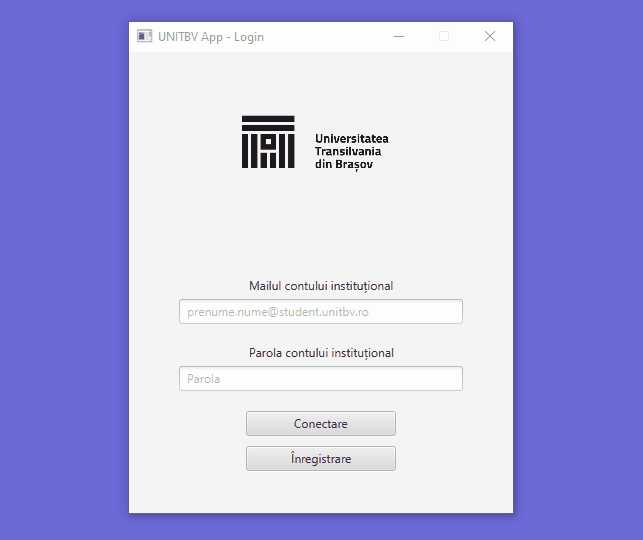 UNITBV App - Login
Universitatea
Transilvania
din Brașov
Mailul contului instituțional
prenume.nume@student.unitbv.ro
Parola contului instituțional
Parola
Conectare
Înregistrare